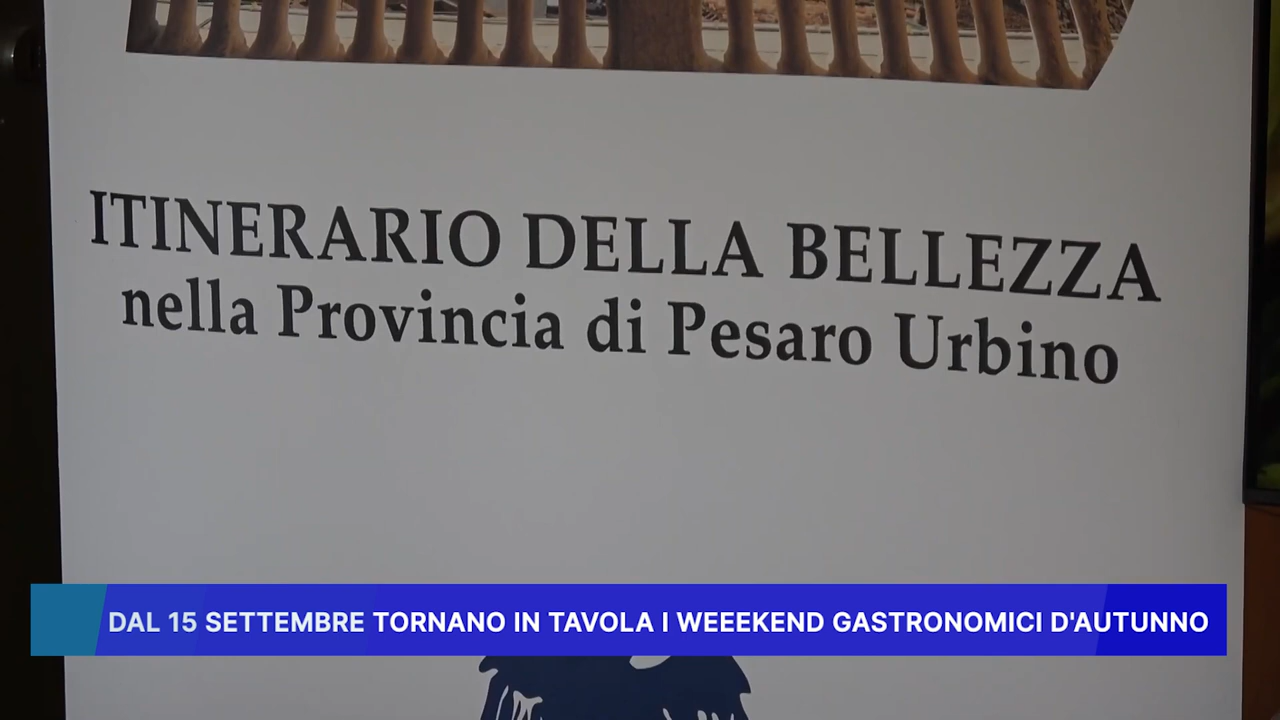 ITINERARIO DELLA BELLEZZA
nella Provincia di Pesaro Urbino
DAL 15 SETTEMBRE TORNANO IN TAVOLA I WEEEKEND GASTRONOMICI D'AUTUNNO